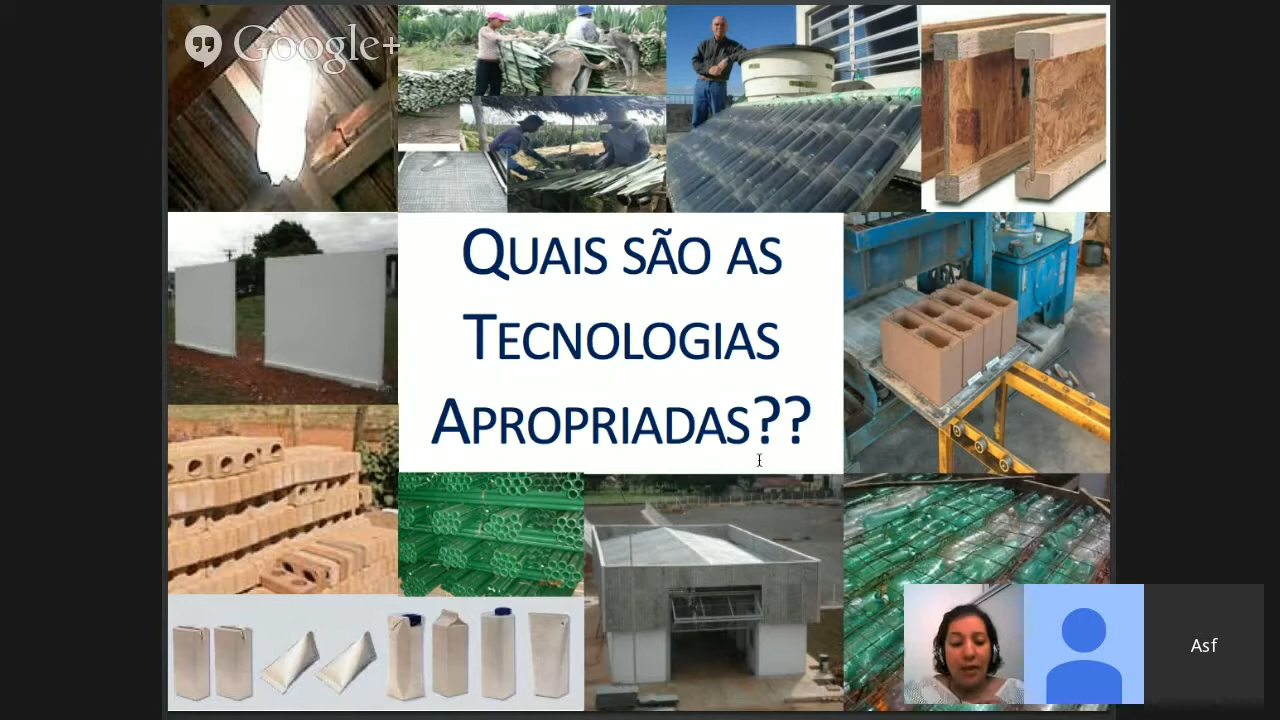 Google+
QUAIS SÃO AS
TECNOLOGIAS
APROPRIADAS??
Asf